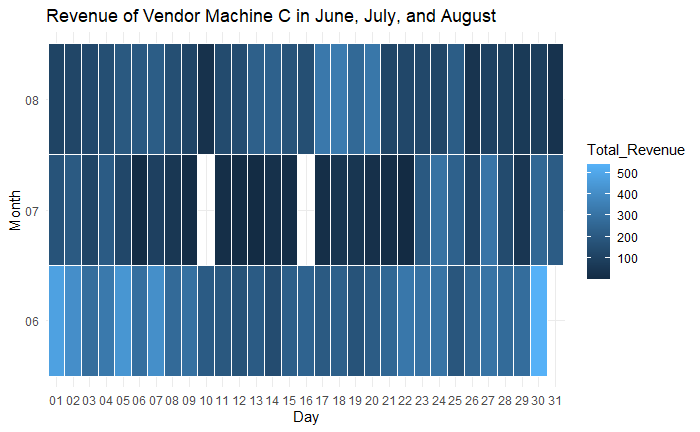 Revenue of Vendor Machine C in June, July, and August
Month
08
07
06
01 02 03 04 05 06 07 08 09 10 11 12 13 14 15 16 17 18 19 20 21 22 23 24 25 26 27 28 29 30 31
Day
Total_Revenue
500
400
300
200
100